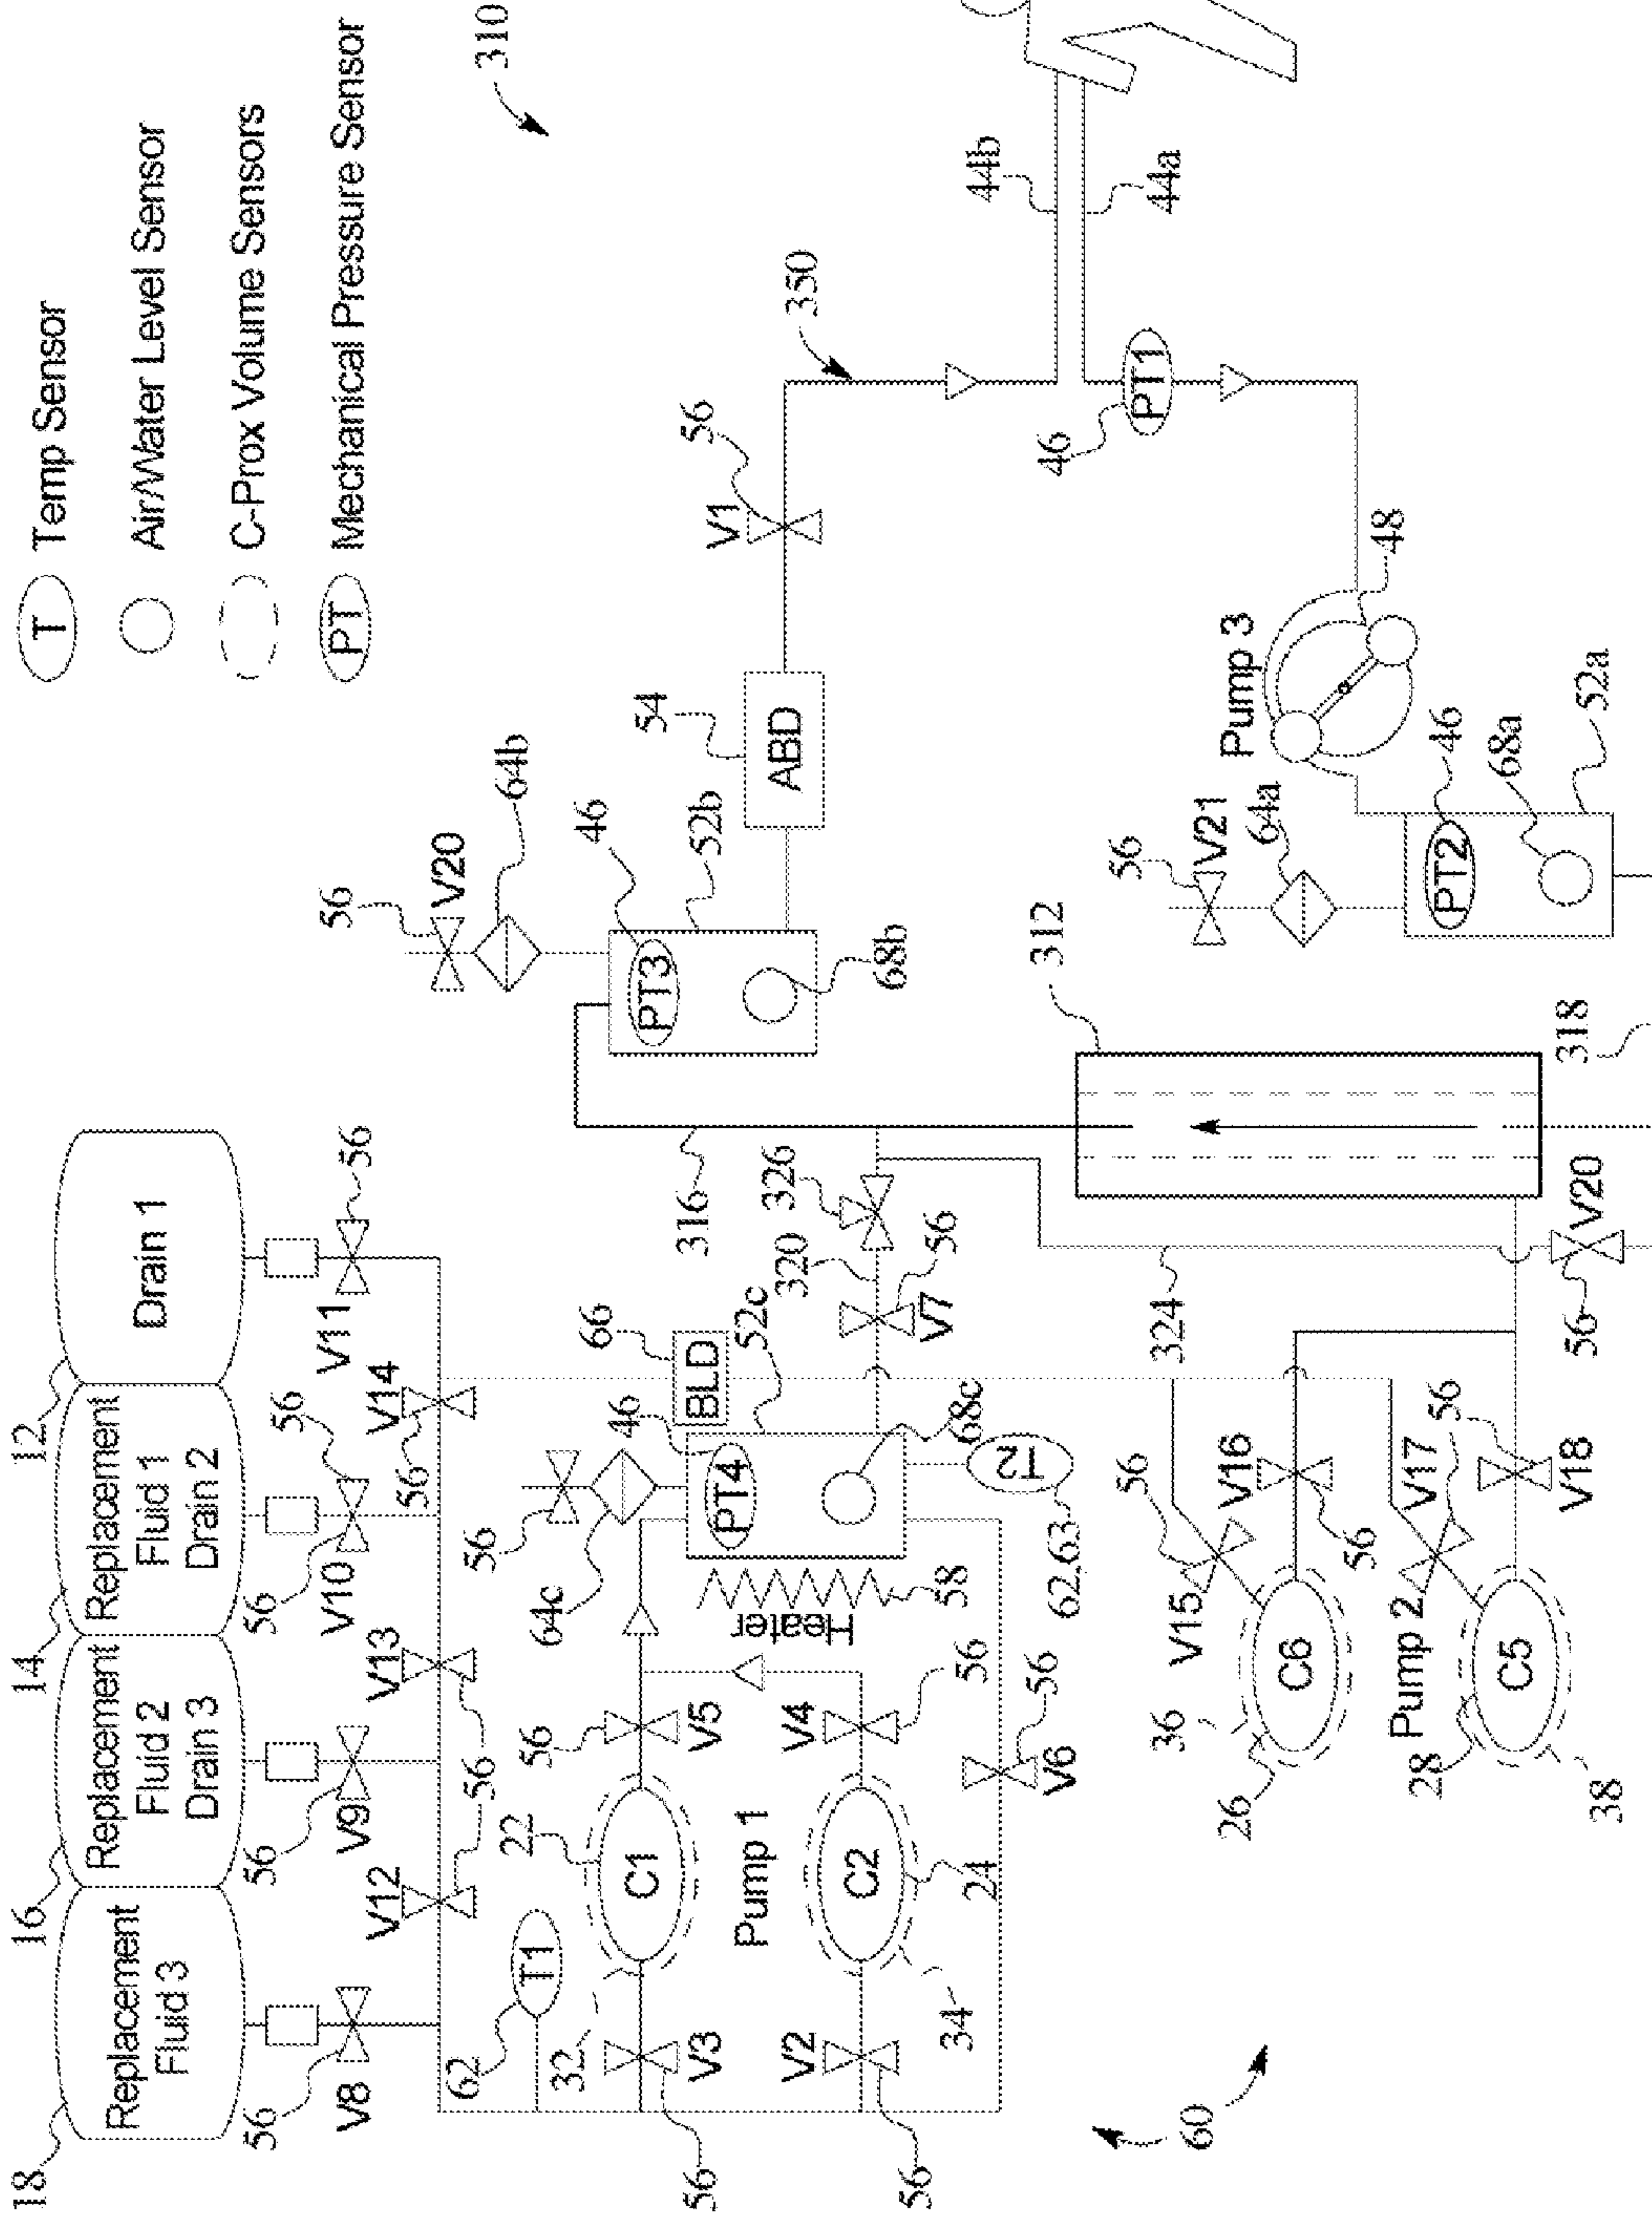 T Temp Sensor
Air/Water Level Sensor
C-Prox Volume Sensors
PT Mechanical Pressure Sensor
310
18
16
14
12
Replacement
Fluid 3
Replacement
Fluid 2
Drain 3
Replacement
Fluid 1
Drain 2
Drain 1
56
V8
56
V9
56
V10
56
V11
56
V12
56
V13
56
V14
56
62
T1
32
22
C1
V3
56
56
V5
Pump 1
V2
56
C2
34
24
V4
56
V6
56
60
56
64c
46
PT4
66
BLD
52c
68c
Heater
58
T2
62,63
320
326
V7
56
316
324
56
V20
64b
46
PT3
52b
68b
54
ABD
V1
56
350
44b
44a
46
PT1
Pump 3
48
56
V21
64a
46
PT2
68a
52a
312
318
V20
56
56
V15
V16
56
36
C6
26
Pump 2
V17
56
28
C5
38
V18